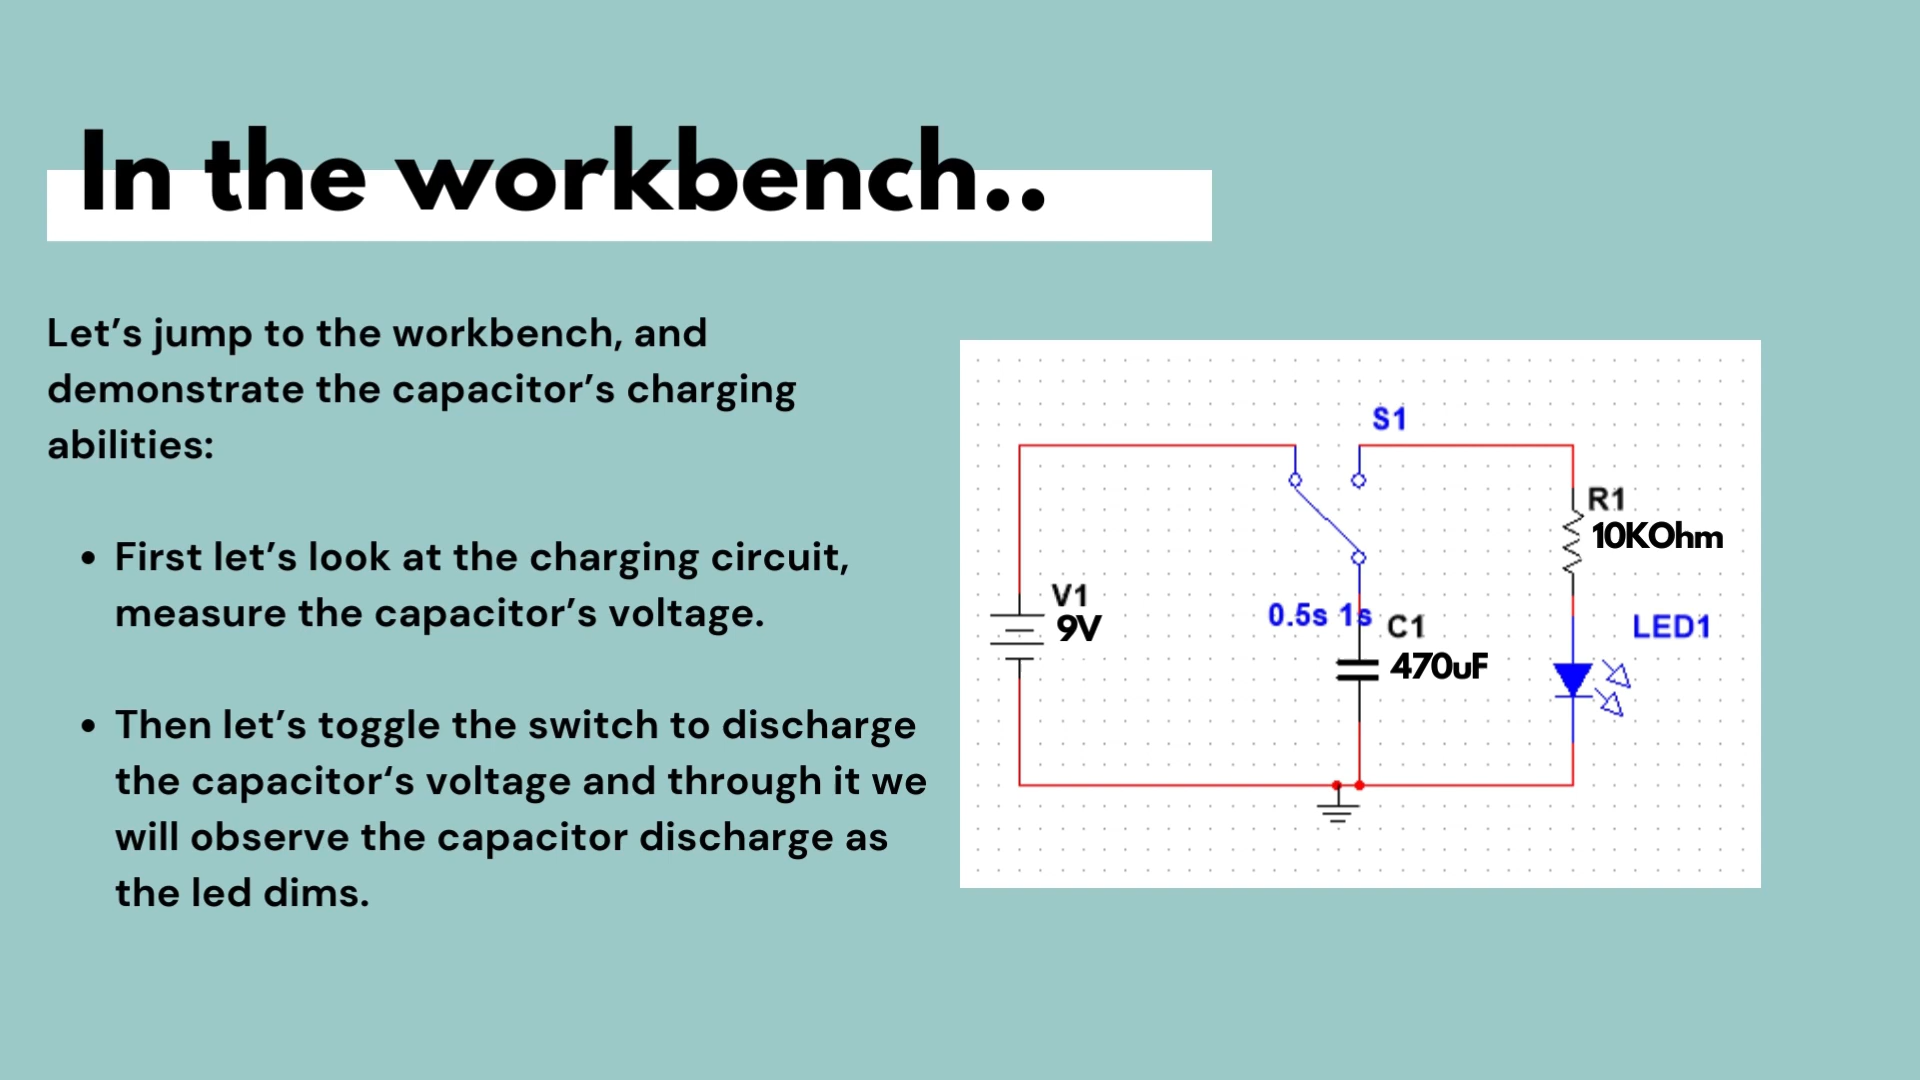 In the workbench..
Let’s jump to the workbench, and
demonstrate the capacitor’s charging
abilities:
• First let’s look at the charging circuit,
measure the capacitor’s voltage.
• Then let’s toggle the switch to discharge
the capacitor‘s voltage and through it we
will observe the capacitor discharge as
the led dims.
S1
R1
10KOhm
V1
9V
0.5s 1s
C1
470uF
LED1